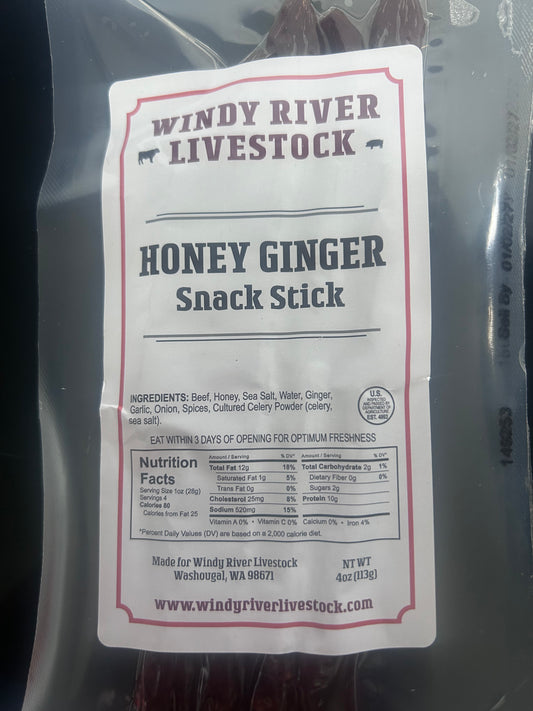 WINDY RIVER
LIVESTOCK
HONEY GINGER
Snack Stick
INGREDIENTS: Beef, Honey, Sea Salt, Water, Ginger,
Garlic, Onion, Spices, Cultured Celery Powder (celery,
sea salt).
U.S.
INSPECTED
AND PASSED BY
DEPARTMENT OF
AGRICULTURE
EST. 4992
EAT WITHIN 3 DAYS OF OPENING FOR OPTIMUM FRESHNESS
Nutrition
Facts
Serving Size 1oz (28g)
Servings 4
Calories 80
Calories from Fat 25
Amount / Serving % DV*
Total Fat 12g 18%
Saturated Fat 1g 5%
Trans Fat 0g 0%
Cholesterol 25mg 8%
Sodium 520mg 15%
Amount / Serving % DV*
Total Carbohydrate 2g 1%
Dietary Fiber 0g 0%
Sugars 2g
Protein 10g
Vitamin A 0% • Vitamin C 0% Calcium 0% • Iron 4%
*Percent Daily Values (DV) are based on a 2,000 calorie diet.
Made for Windy River Livestock
Washougal, WA 98671
NT WT
4oz (113g)
www.windyriverlivestock.com
Sell By